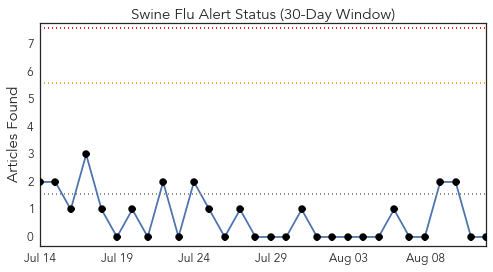 Swine Flu Alert Status (30-Day Window)
Articles Found
7
6
5
4
3
2
1
0
Jul 14 Jul 19 Jul 24 Jul 29 Aug 03 Aug 08